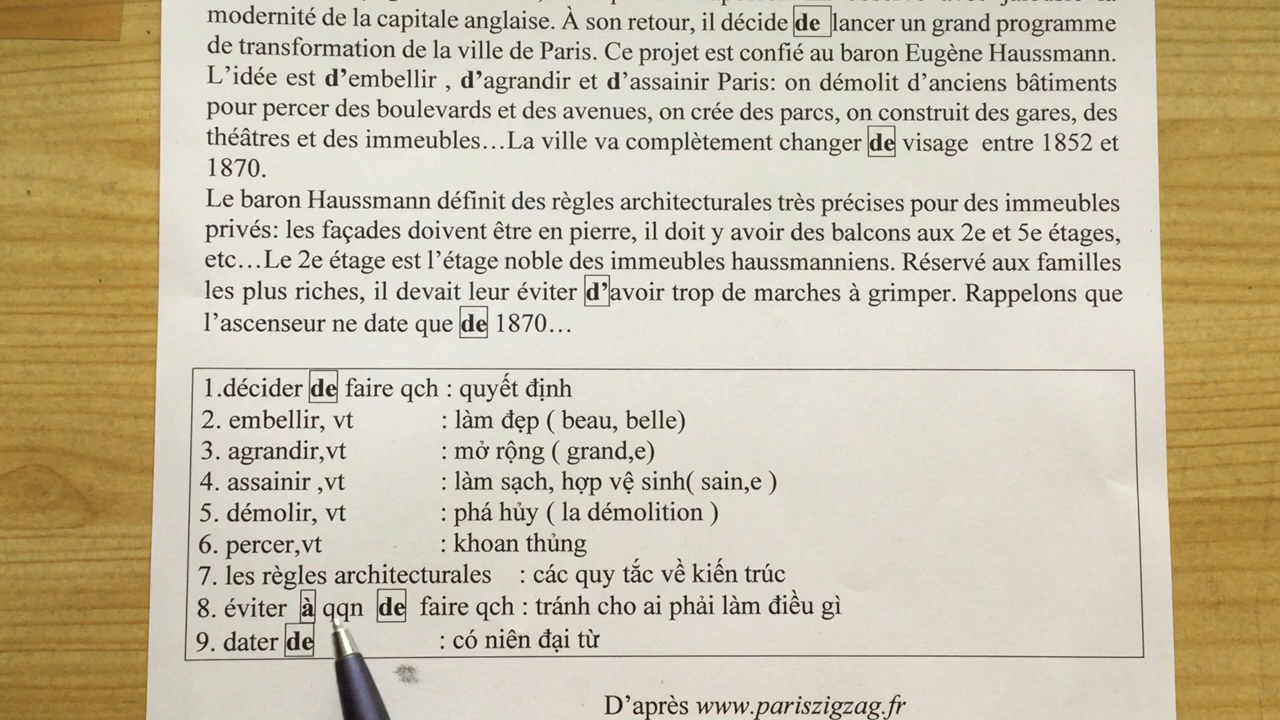 modernité de la capitale anglaise. À son retour, il décide de lancer un grand programme
de transformation de la ville de Paris. Ce projet est confié au baron Eugène Haussmann.
L’idée est d’embellir , d’agrandir et d’assainir Paris: on démolit d’anciens bâtiments
pour percer des boulevards et des avenues, on crée des parcs, on construit des gares, des
théâtres et des immeubles…La ville va complètement changer de visage entre 1852 et
1870.
Le baron Haussmann définit des règles architecturales très précises pour des immeubles
privés: les façades doivent être en pierre, il doit y avoir des balcons aux 2e et 5e étages,
etc…Le 2e étage est l’étage noble des immeubles haussmanniens. Réservé aux familles
les plus riches, il devait leur éviter d’avoir trop de marches à grimper. Rappelons que
l’ascenseur ne date que de 1870…
1.décider de faire qch : quyết định
2. embellir, vt : làm đẹp ( beau, belle)
3. agrandir,vt : mở rộng ( grand,e)
4. assainir ,vt : làm sạch, hợp vệ sinh( sain,e )
5. démolir, vt : phá hủy ( la démolition )
6. percer,vt : khoan thủng
7. les règles architecturales : các quy tắc về kiến trúc
8. éviter à qqn de faire qch : tránh cho ai phải làm điều gì
9. dater de : có niên đại từ
D’après www.pariszigzag.fr